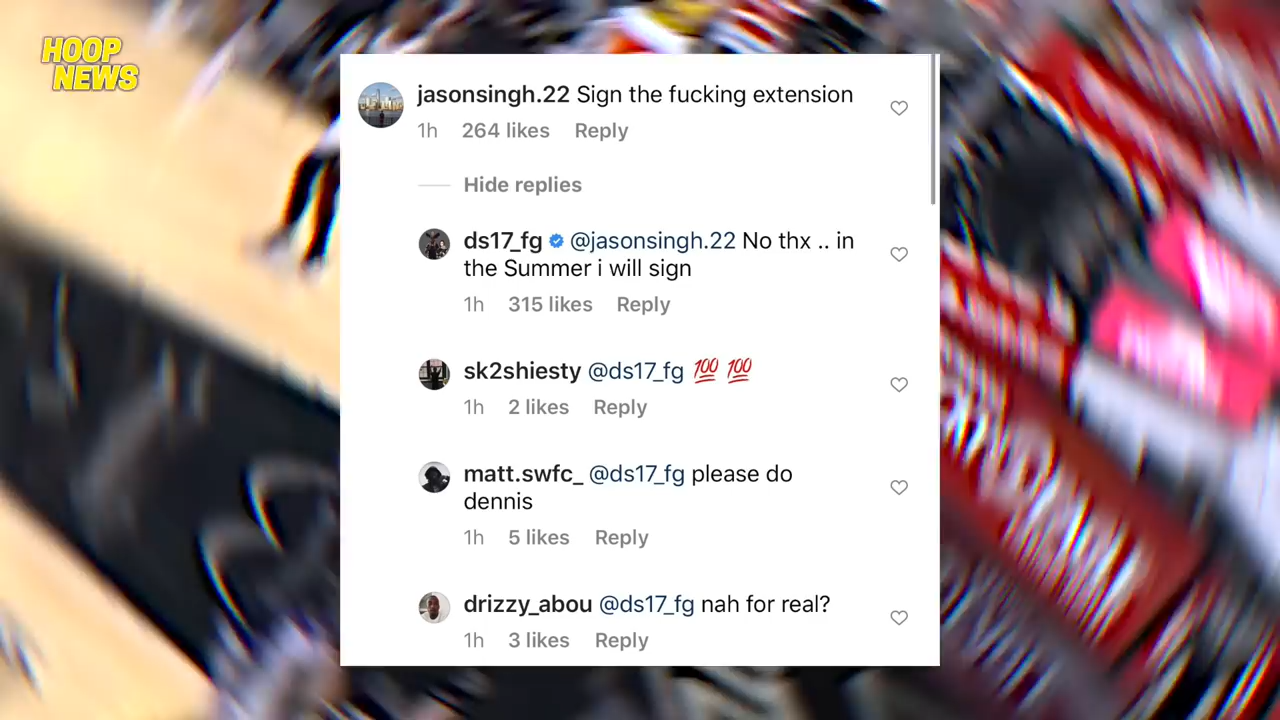 HOOP
NEWS
jasonsingh.22 Sign the fucking extension
1h 264 likes Reply
Hide replies
ds17_fg @jasonsingh.22 No thx .. in
the Summer i will sign
1h 315 likes Reply
sk2shiesty @ds17_fg 💯 💯
1h 2 likes Reply
matt.swfc_ @ds17_fg please do
dennis
1h 5 likes Reply
drizzy_abou @ds17_fg nah for real?
1h 3 likes Reply